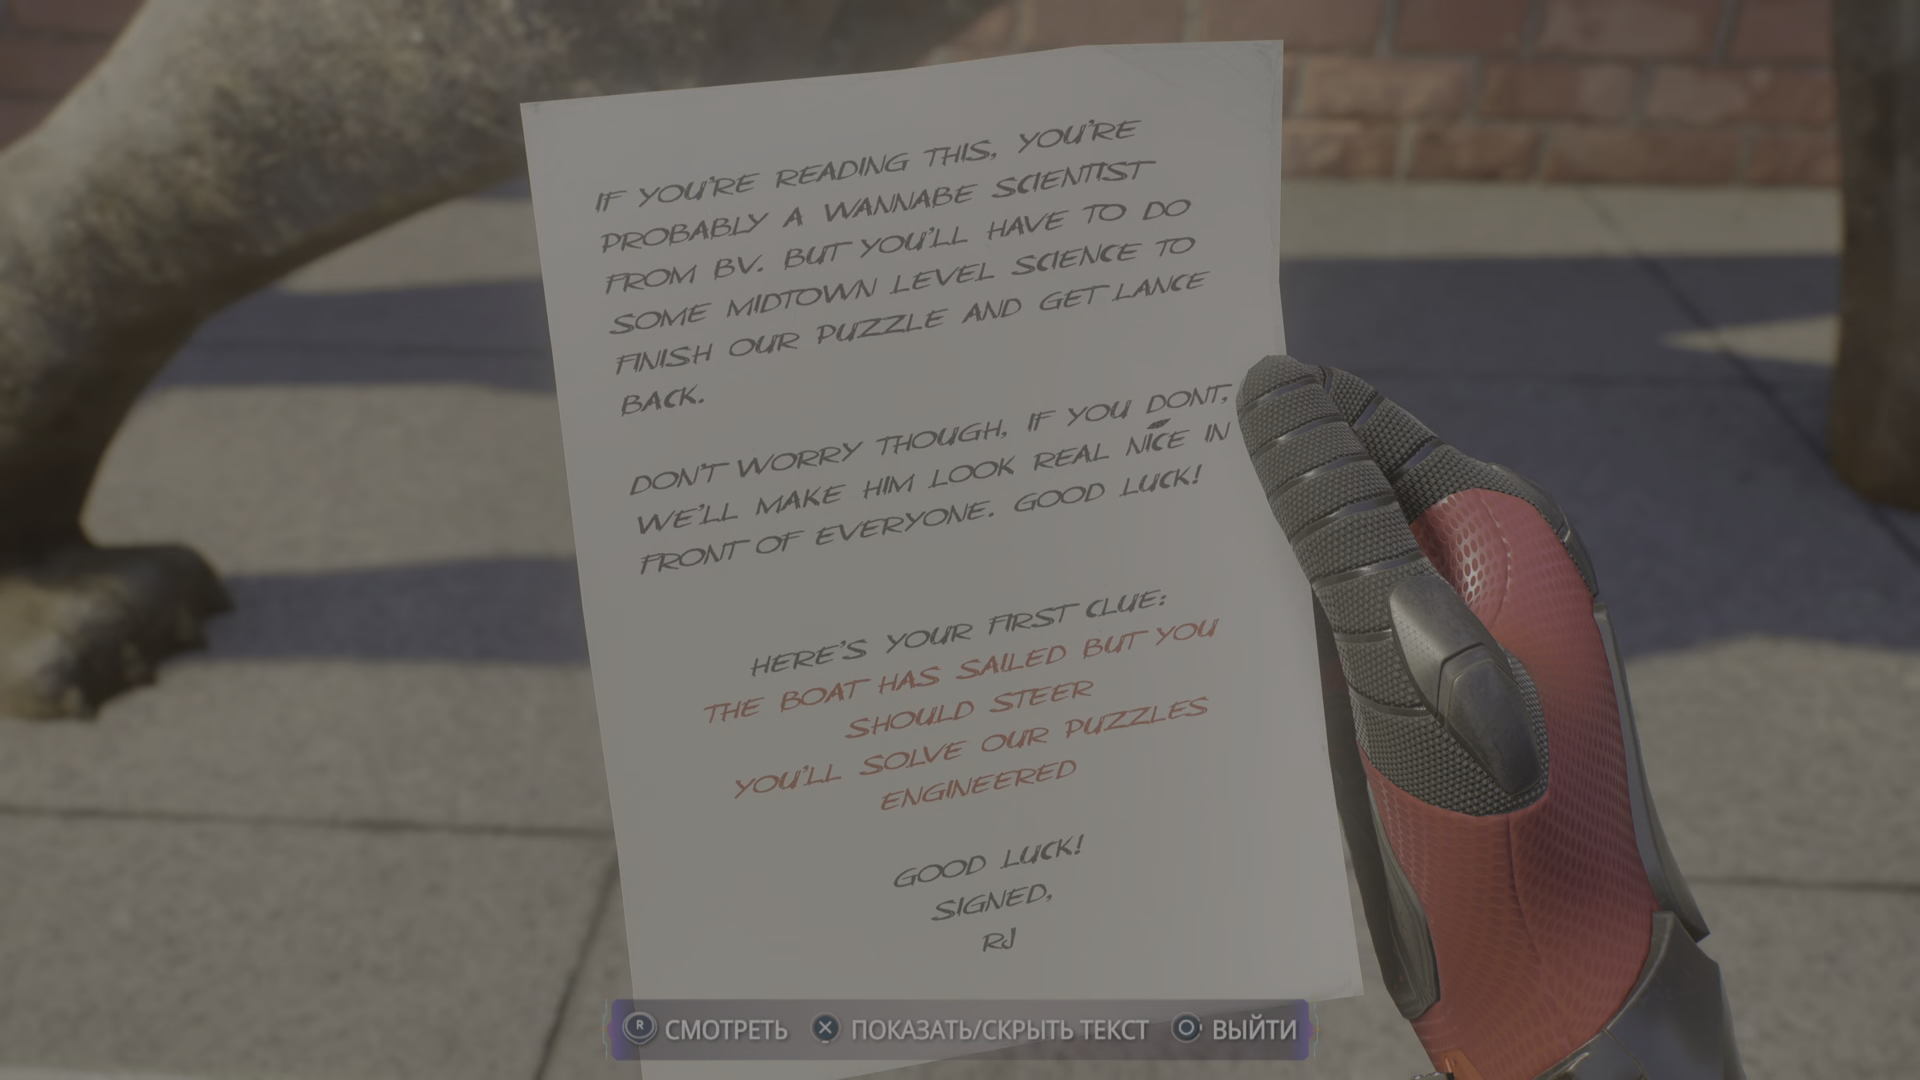 IF YOU'RE READING THIS, YOU'RE
PROBABLY A WANNABE SCIENTIST
FROM BV. BUT YOU'LL HAVE TO DO
SOME MIDTOWN LEVEL SCIENCE TO
FINISH OUR PUZZLE AND GET LANCE
BACK.
DON'T WORRY THOUGH, IF YOU DONT,
WE'LL MAKE HIM LOOK REAL NICE IN
FRONT OF EVERYONE. GOOD LUCK!
HERE'S YOUR FIRST CLUE:
THE BOAT HAS SAILED BUT YOU
SHOULD STEER
YOU'LL SOLVE OUR PUZZLES
ENGINEERED
GOOD LUCK!
SIGNED,
RJ
R СМОТРЕТЬ ПОКАЗАТЬ/СКРЫТЬ ТЕКСТ ВЫЙТИ